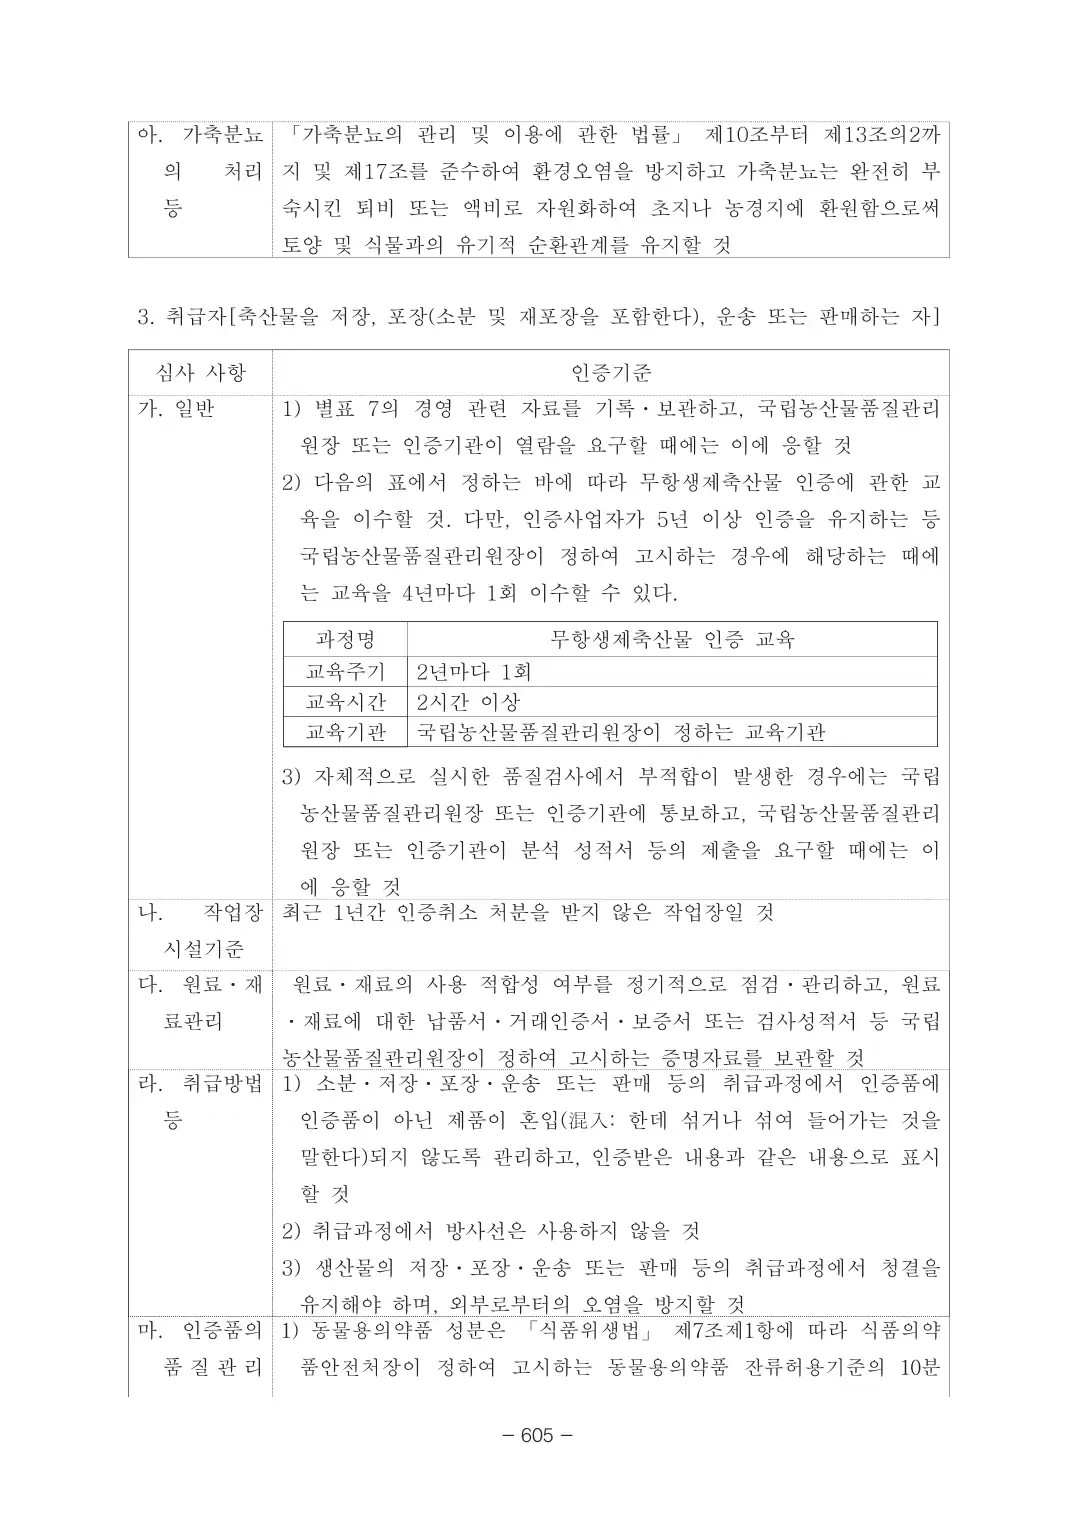 아. 가축분뇨 「가축분뇨의 관리 및 이용에 관한 법률」 제10조부터 제13조의2까
의 처리 지 및 제17조를 준수하여 환경오염을 방지하고 가축분뇨는 완전히 부
등 숙시킨 퇴비 또는 액비로 자원화하여 초지나 농경지에 환원함으로써
토양 및 식물과의 유기적 순환관계를 유지할 것
3. 취급자[축산물을 저장, 포장(소분 및 재포장을 포함한다), 운송 또는 판매하는 자]
심사 사항 인증기준
가. 일반 1) 별표 7의 경영 관련 자료를 기록·보관하고, 국립농산물품질관리
원장 또는 인증기관이 열람을 요구할 때에는 이에 응할 것
2) 다음의 표에서 정하는 바에 따라 무항생제축산물 인증에 관한 교
육을 이수할 것. 다만, 인증사업자가 5년 이상 인증을 유지하는 등
국립농산물품질관리원장이 정하여 고시하는 경우에 해당하는 때에
는 교육을 4년마다 1회 이수할 수 있다.
과정명 무항생제축산물 인증 교육
교육주기 2년마다 1회
교육시간 2시간 이상
교육기관 국립농산물품질관리원장이 정하는 교육기관
3) 자체적으로 실시한 품질검사에서 부적합이 발생한 경우에는 국립
농산물품질관리원장 또는 인증기관에 통보하고, 국립농산물품질관리
원장 또는 인증기관이 분석 성적서 등의 제출을 요구할 때에는 이
에 응할 것
나. 작업장 최근 1년간 인증취소 처분을 받지 않은 작업장일 것
시설기준
다. 원료·재 원료·재료의 사용 적합성 여부를 정기적으로 점검·관리하고, 원료
료관리 ·재료에 대한 납품서·거래인증서·보증서 또는 검사성적서 등 국립
농산물품질관리원장이 정하여 고시하는 증명자료를 보관할 것
라. 취급방법 1) 소분·저장·포장·운송 또는 판매 등의 취급과정에서 인증품에
등 인증품이 아닌 제품이 혼입(混入: 한데 섞거나 섞여 들어가는 것을
말한다)되지 않도록 관리하고, 인증받은 내용과 같은 내용으로 표시
할 것
2) 취급과정에서 방사선은 사용하지 않을 것
3) 생산물의 저장·포장·운송 또는 판매 등의 취급과정에서 청결을
유지해야 하며, 외부로부터의 오염을 방지할 것
마. 인증품의 1) 동물용의약품 성분은 「식품위생법」 제7조제1항에 따라 식품의약
품질관리 품안전처장이 정하여 고시하는 동물용의약품 잔류허용기준의 10분
- 605 -